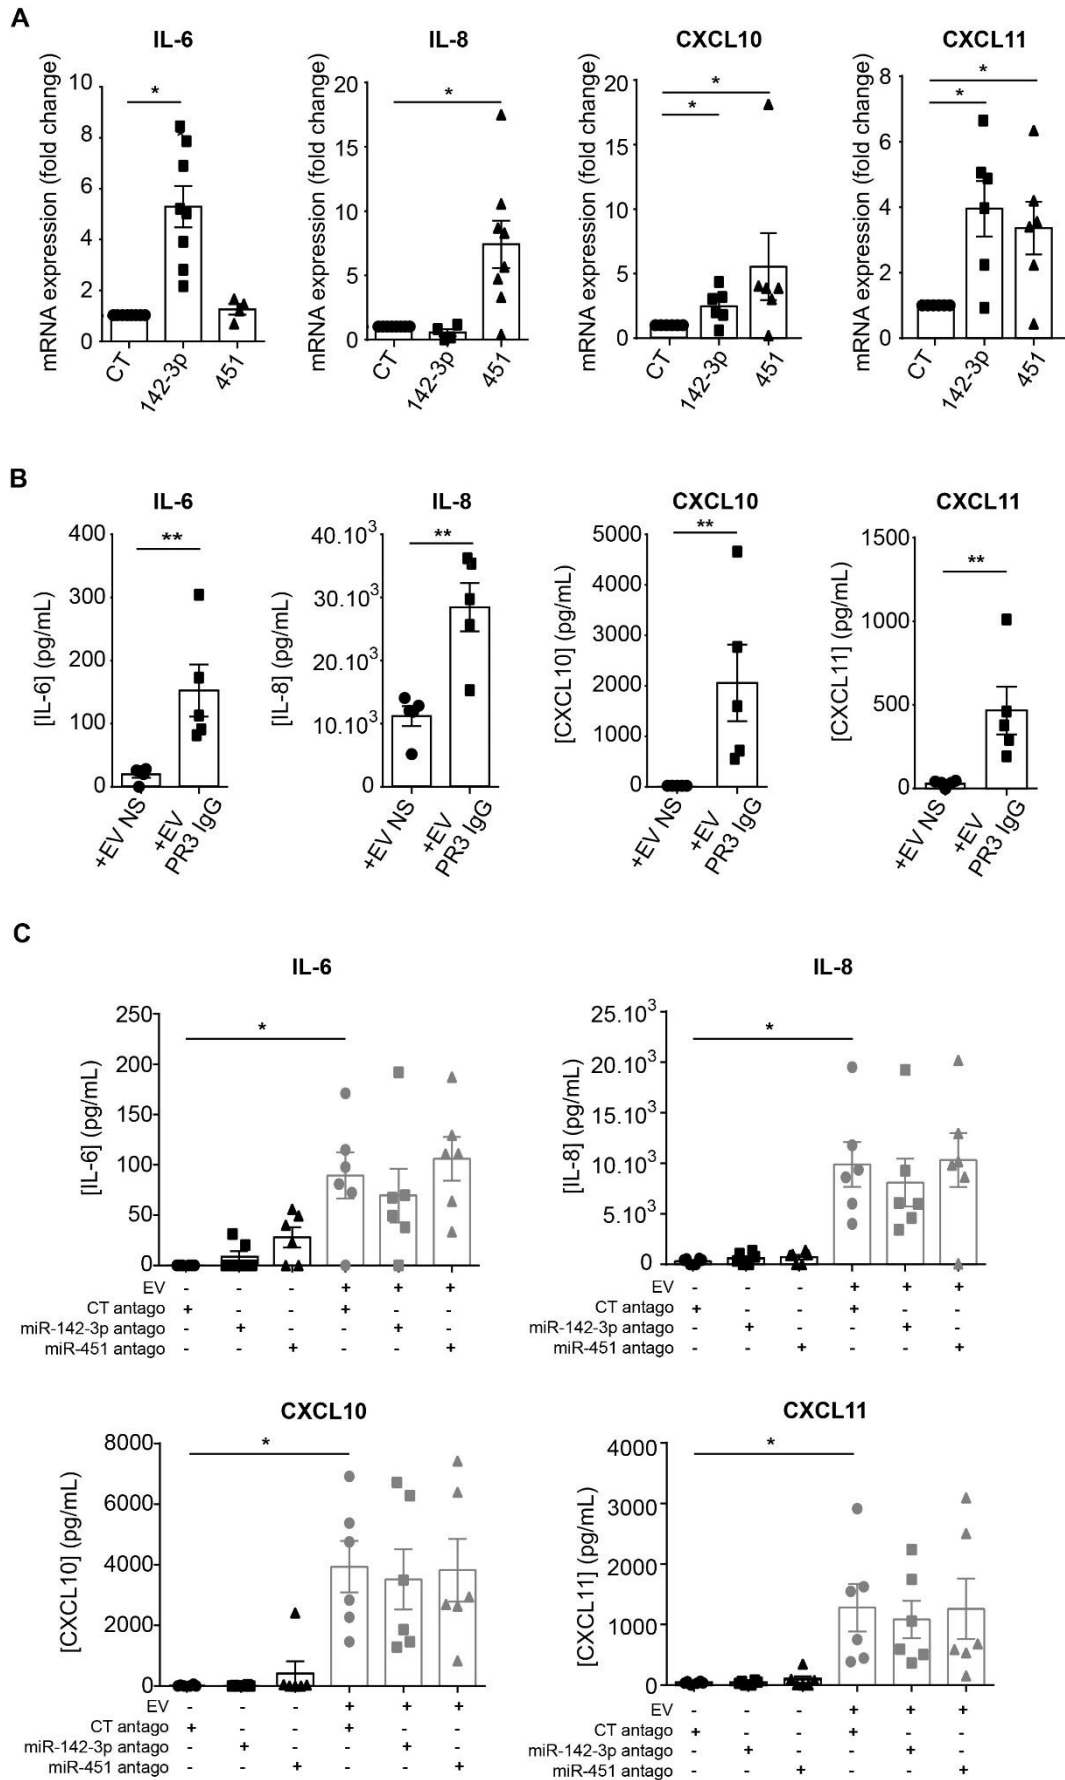 A
IL-6
IL-8
CXCL10
CXCL11
mRNA expression (fold change)
10
8
6
4
2
0
*
CT
142-3p
451
mRNA expression (fold change)
20
15
10
5
0
*
CT
142-3p
451
mRNA expression (fold change)
20
15
10
5
0
*
*
CT
142-3p
451
mRNA expression (fold change)
8
6
4
2
0
*
*
CT
142-3p
451
B
IL-6
IL-8
CXCL10
CXCL11
[IL-6] (pg/mL)
400
300
200
100
0
**
+EV NS
+EV
PR3 IgG
[IL-8] (pg/mL)
40.10³
30.10³
20.10³
10.10³
0
**
+EV NS
+EV
PR3 IgG
[CXCL10] (pg/mL)
5000
4000
3000
2000
1000
0
**
+EV NS
+EV
PR3 IgG
[CXCL11] (pg/mL)
1500
1000
500
0
**
+EV NS
+EV
PR3 IgG
C
IL-6
[IL-6] (pg/mL)
250
200
150
100
50
0
*
EV - - - + + +
CT antago + - - + - -
miR-142-3p antago - + - - + -
miR-451 antago - - + - - +
IL-8
[IL-8] (pg/mL)
25.10³
20.10³
15.10³
10.10³
5.10³
0
*
EV - - - + + +
CT antago + - - + - -
miR-142-3p antago - + - - + -
miR-451 antago - - + - - +
CXCL10
[CXCL10] (pg/mL)
8000
6000
4000
2000
0
*
EV - - - + + +
CT antago + - - + - -
miR-142-3p antago - + - - + -
miR-451 antago - - + - - +
CXCL11
[CXCL11] (pg/mL)
4000
3000
2000
1000
0
*
EV - - - + + +
CT antago + - - + - -
miR-142-3p antago - + - - + -
miR-451 antago - - + - - +